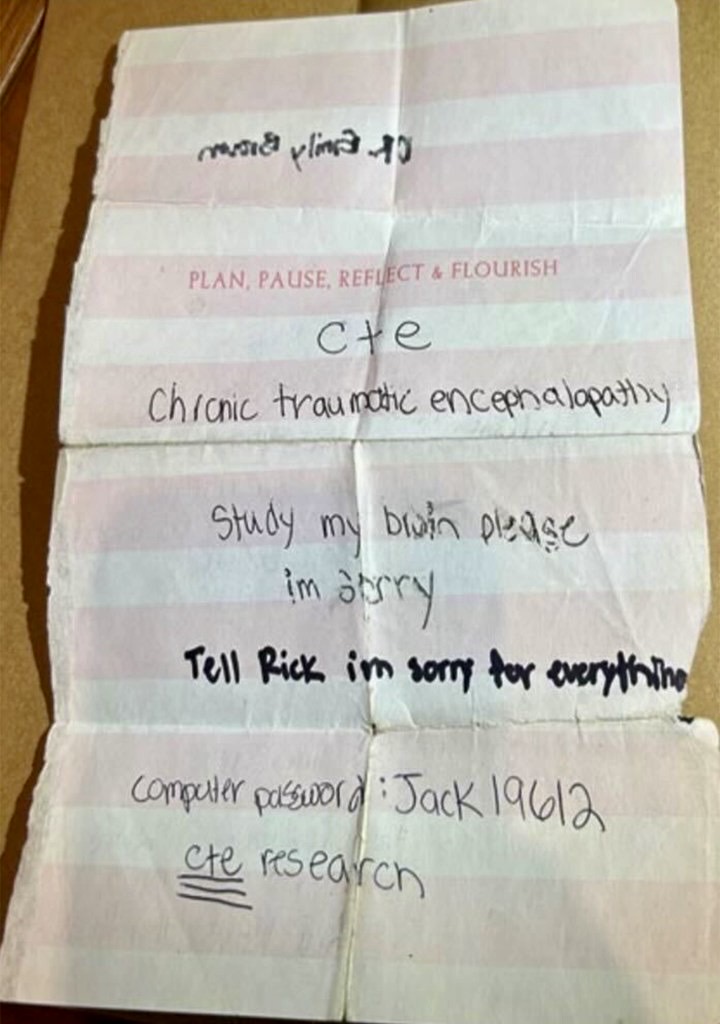 Dr. Emily Brown
PLAN, PAUSE, REFLECT & FLOURISH
cte
Chronic traumatic encephalopathy
Study my brain please
im sorry
Tell Rick im sorry for everything
computer password: Jack19612
cte research